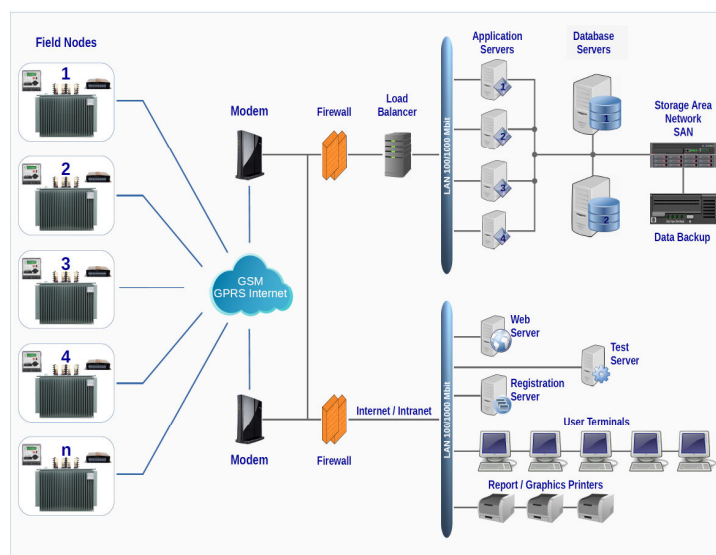 Field Nodes
1
2
3
4
n
GSM
GPRS Internet
Modem
Firewall
Load
Balancer
LAN 100/1000 Mbit
Application
Servers
1
2
3
4
Database
Servers
1
2
Storage Area
Network
SAN
Data Backup
Modem
Firewall
Internet / Intranet
LAN 100/1000 Mbit
Web
Server
Test
Server
Registration
Server
User Terminals
Report / Graphics Printers